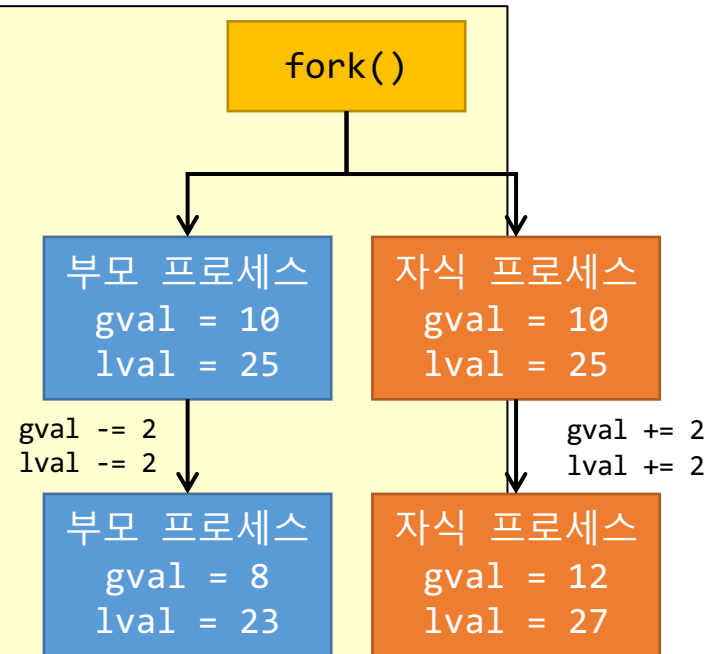 fork()
부모 프로세스
gval = 10
lval = 25
자식 프로세스
gval = 10
lval = 25
gval -= 2
lval -= 2
gval += 2
lval += 2
부모 프로세스
gval = 8
lval = 23
자식 프로세스
gval = 12
lval = 27